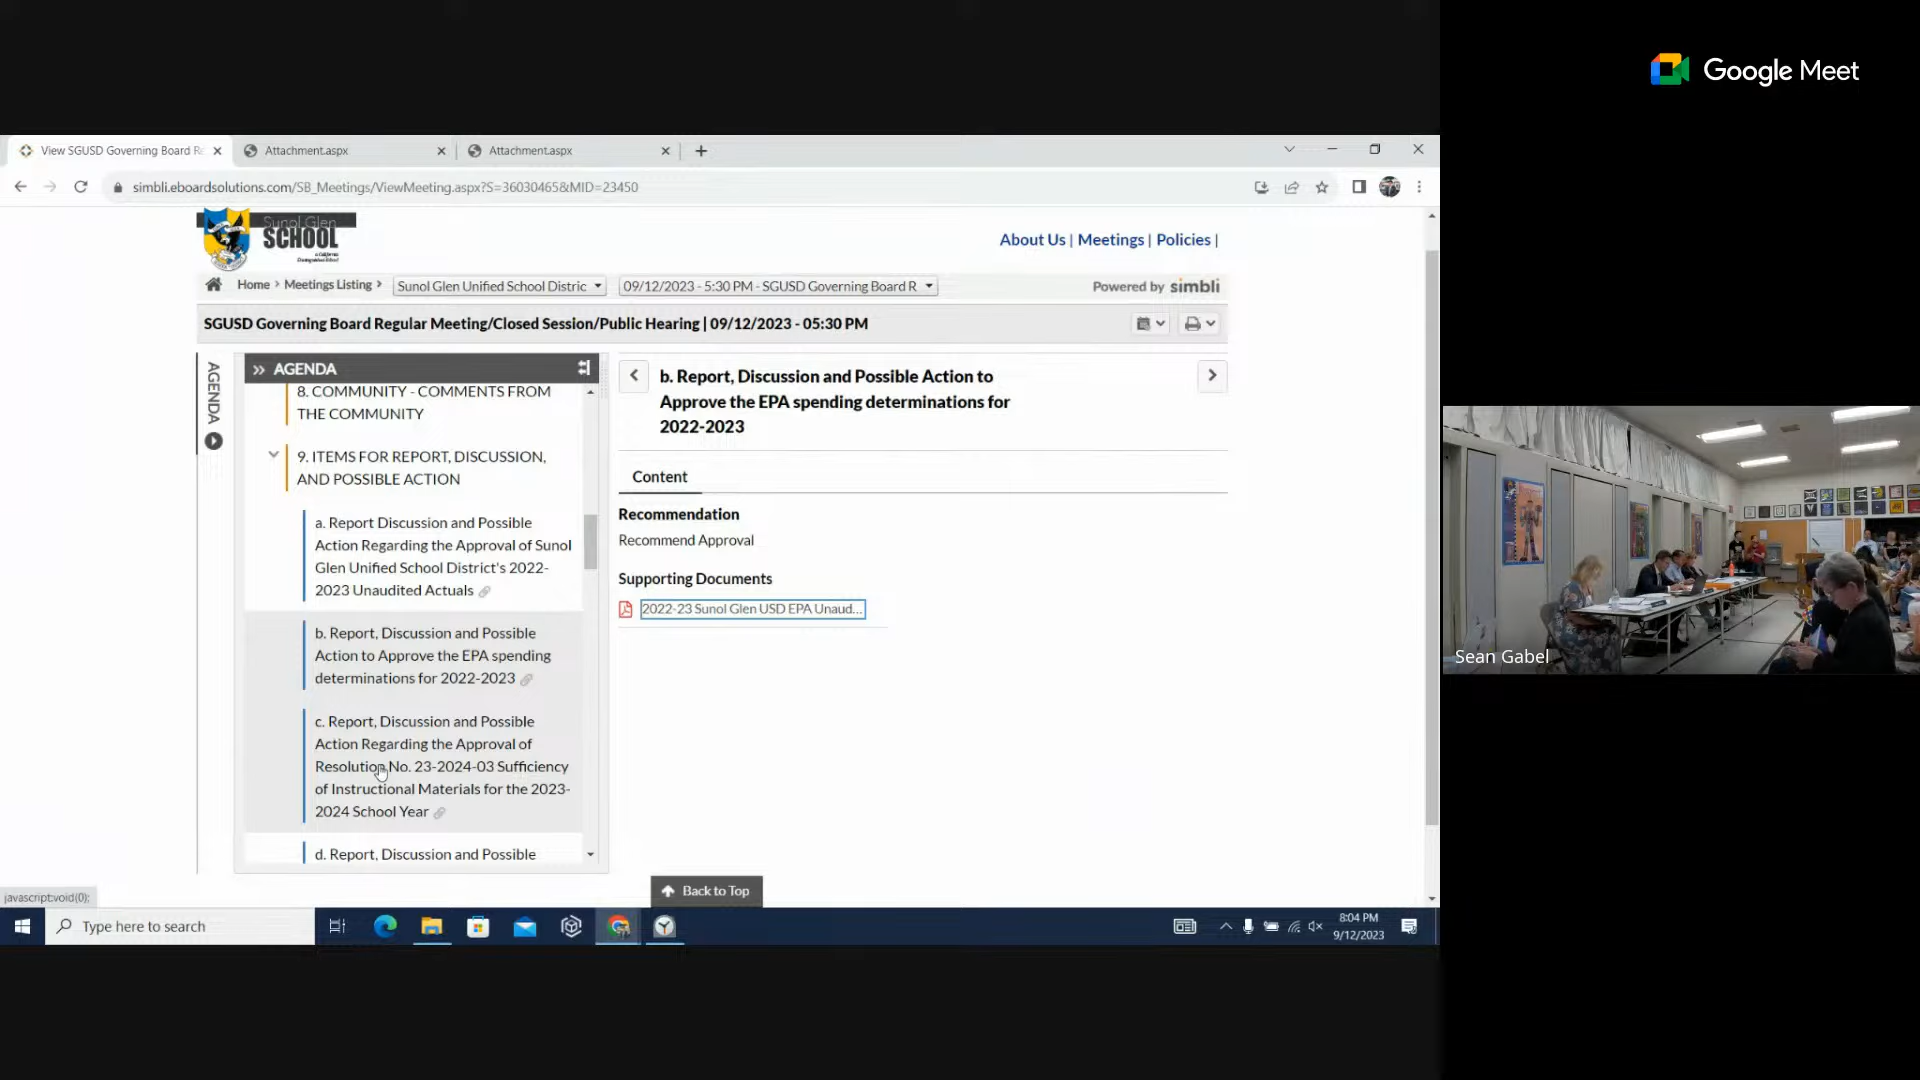 Google Meet
View SGUSD Governing Board Re
Attachment.aspx
Attachment.aspx
simbli.eboardsolutions.com/SB_Meetings/ViewMeeting.aspx?S=36030465&MID=23450
Sunol Glen
SCHOOL
About Us | Meetings | Policies |
Home > Meetings Listing >
Sunol Glen Unified School Distric
09/12/2023 - 5:30 PM - SGUSD Governing Board R
Powered by simbli
SGUSD Governing Board Regular Meeting/Closed Session/Public Hearing | 09/12/2023 - 05:30 PM
AGENDA
AGENDA
8. COMMUNITY - COMMENTS FROM
THE COMMUNITY
9. ITEMS FOR REPORT, DISCUSSION,
AND POSSIBLE ACTION
a. Report Discussion and Possible
Action Regarding the Approval of Sunol
Glen Unified School District's 2022-
2023 Unaudited Actuals
b. Report, Discussion and Possible
Action to Approve the EPA spending
determinations for 2022-2023
c. Report, Discussion and Possible
Action Regarding the Approval of
Resolution No. 23-2024-03 Sufficiency
of Instructional Materials for the 2023-
2024 School Year
d. Report, Discussion and Possible
b. Report, Discussion and Possible Action to
Approve the EPA spending determinations for
2022-2023
Content
Recommendation
Recommend Approval
Supporting Documents
2022-23 Sunol Glen USD EPA Unaud...
Back to Top
javascript:void(0);
Type here to search
8:04 PM
9/12/2023
Sean Gabel